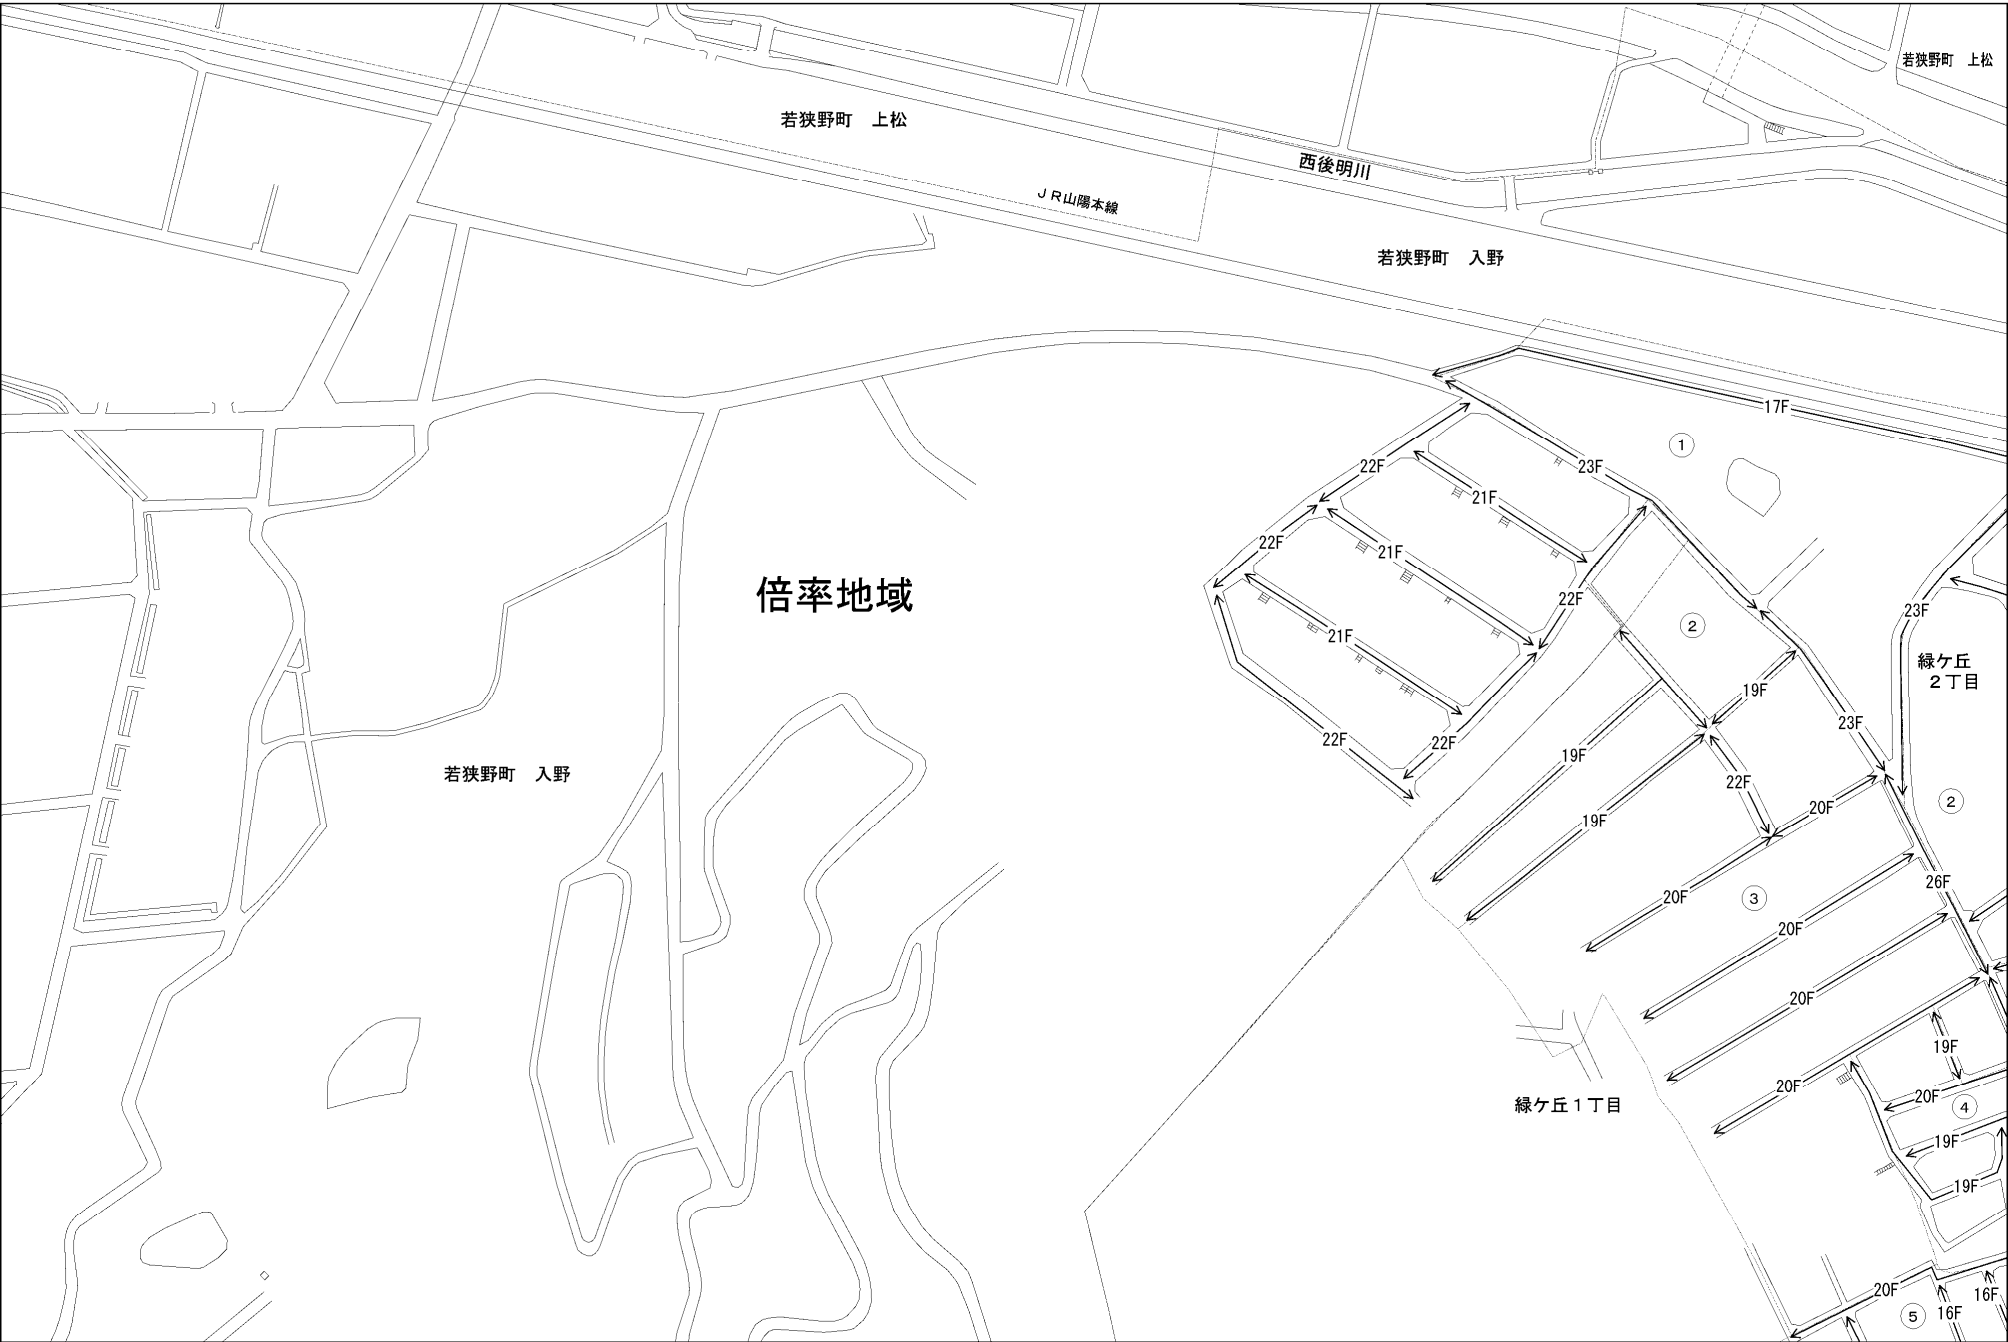 若狭野町 上松
若狭野町 上松
西後明川
JR山陽本線
若狭野町 入野
17F
①
22F
23F
21F
22F
21F
22F
23F
②
21F
緑ケ丘
2丁目
19F
22F
22F
23F
19F
22F
倍率地域
若狭野町 入野
20F
②
19F
26F
20F
③
20F
20F
19F
20F
20F
④
緑ケ丘1丁目
19F
19F
20F
16F
16F
⑤